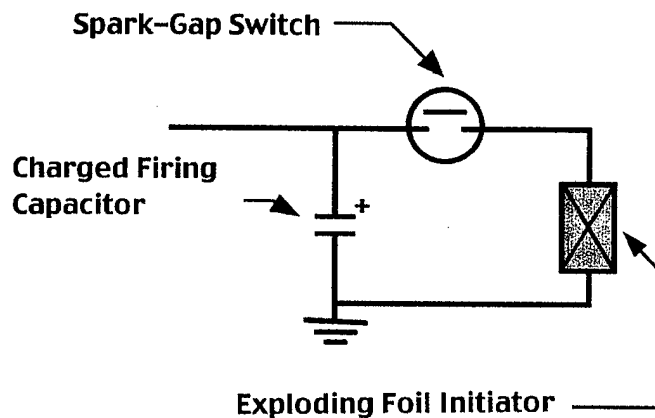 Spark-Gap Switch
Charged Firing
Capacitor
+
Exploding Foil Initiator